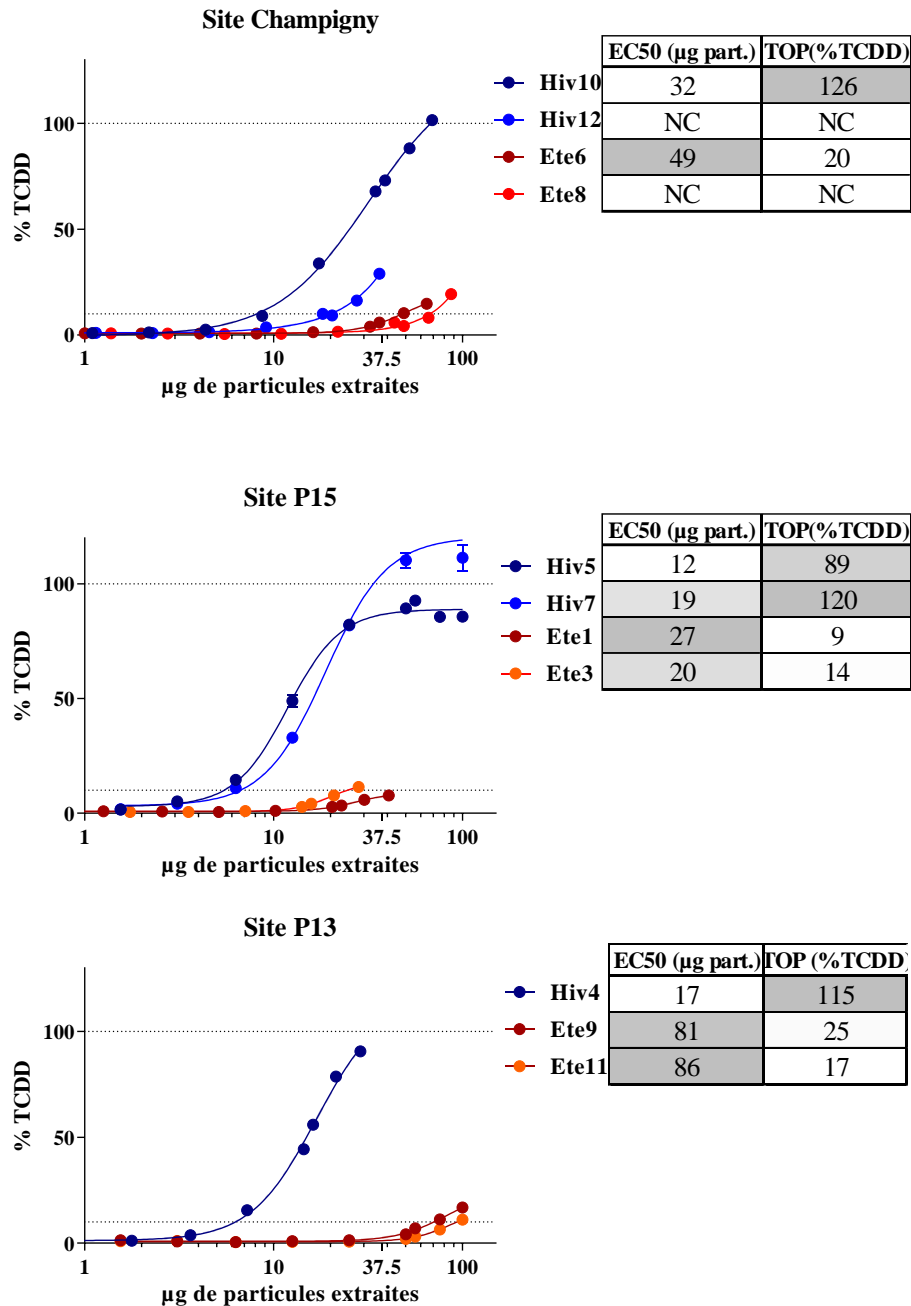 Site Champigny
EC50 (µg part.) TOP(%TCDD)
Hiv10 32 126
Hiv12 NC NC
Ete6 49 20
Ete8 NC NC
% TCDD
100
50
0
1 10 37.5 100
µg de particules extraites
Site P15
EC50 (µg part.) TOP(%TCDD)
Hiv5 12 89
Hiv7 19 120
Ete1 27 9
Ete3 20 14
% TCDD
100
50
0
1 10 37.5 100
µg de particules extraites
Site P13
EC50 (µg part.) TOP (%TCDD)
Hiv4 17 115
Ete9 81 25
Ete11 86 17
% TCDD
100
50
0
1 10 37.5 100
µg de particules extraites